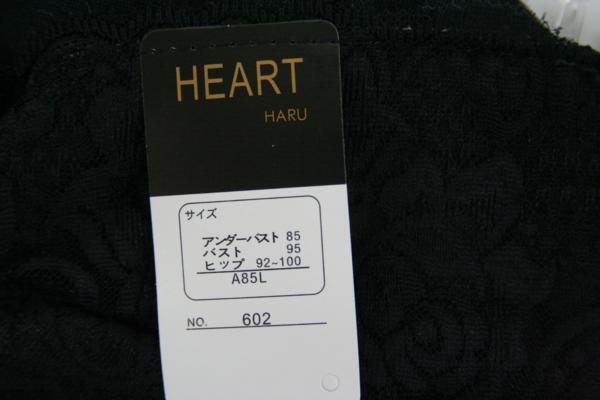 HEART
HARU
サイズ
アンダーバスト 85
バスト 95
ヒップ 92~100
A85L
NO. 602